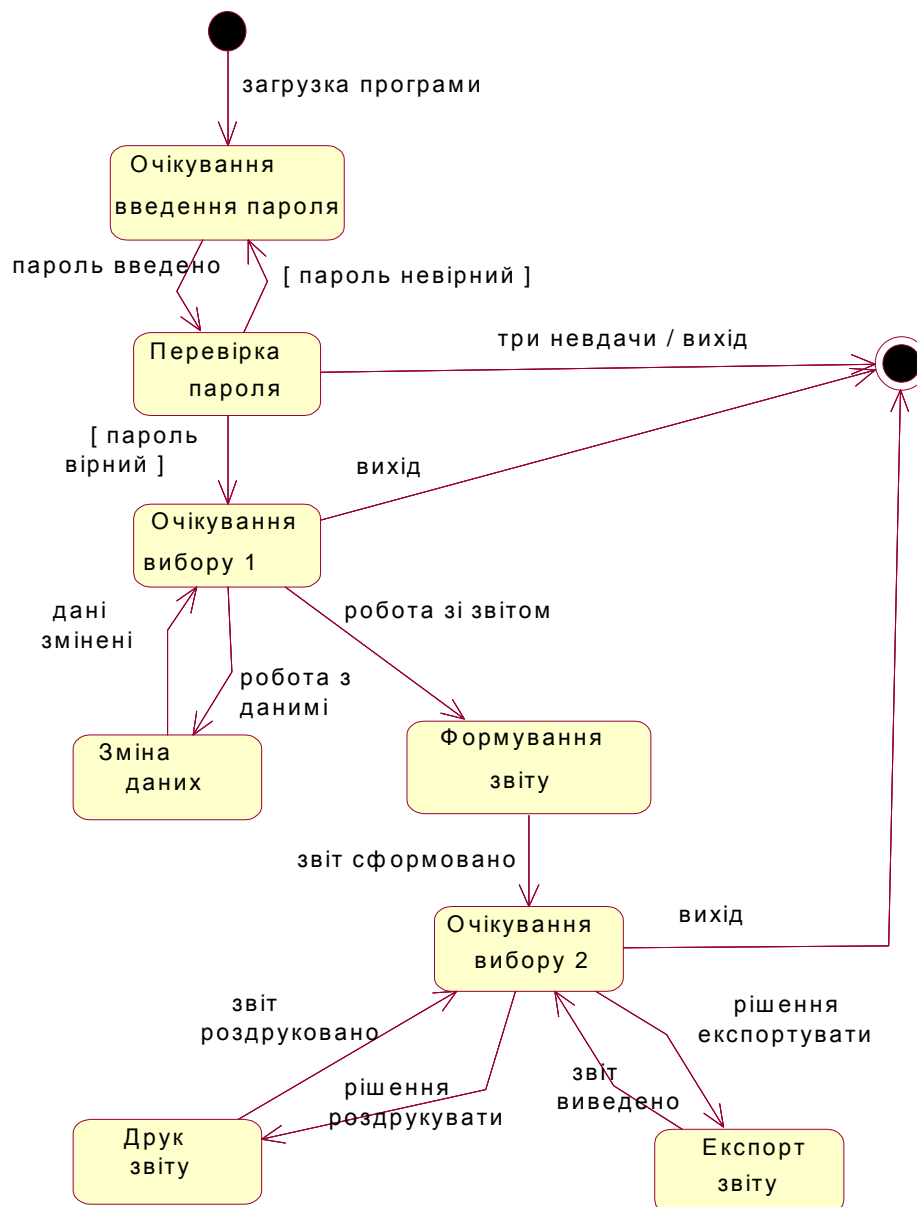 загрузка програми
Очікування
введення пароля
пароль введено
[ пароль невірний ]
Перевірка
пароля
три невдачи / вихід
[ пароль
вірний ]
вихід
Очікування
вибору 1
дані
змінені
робота зі звітом
робота з
данимі
Зміна
даних
Формування
звіту
звіт сформовано
Очікування
вибору 2
вихід
звіт
роздруковано
рішення
експортувати
рішення
роздрукувати
звіт
виведено
Друк
звіту
Експорт
звіту